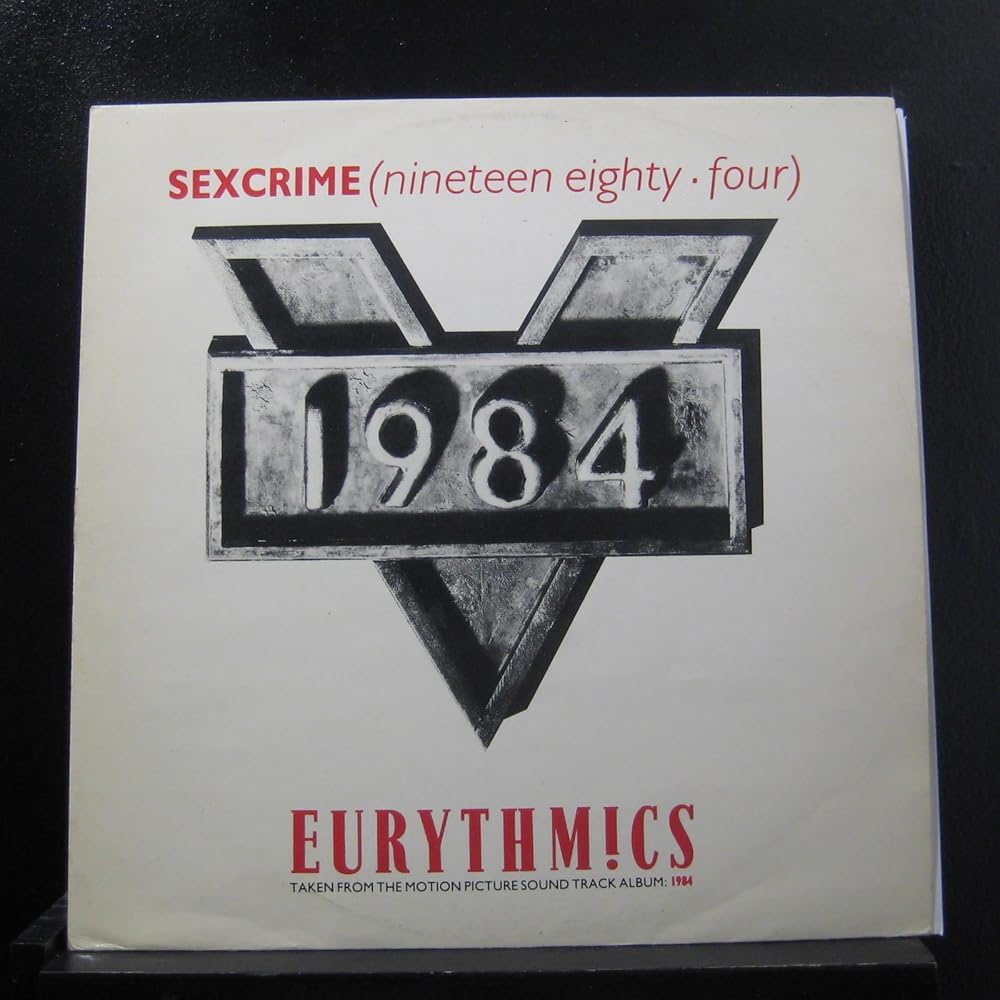 SEXCRIME (nineteen eighty · four)
1984
EURYTHM!CS
TAKEN FROM THE MOTION PICTURE SOUND TRACK ALBUM: 1984